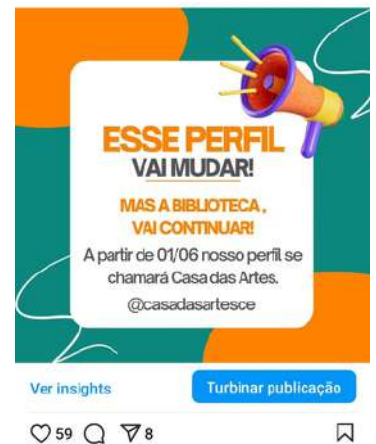 ESSE PERFIL
VAI MUDAR!
MAS A BIBLIOTECA,
VAI CONTINUAR!
A partir de 01/06 nosso perfil se
chamará Casa das Artes.
@casadasartesce
Ver insights
Turbinar publicação
59
8